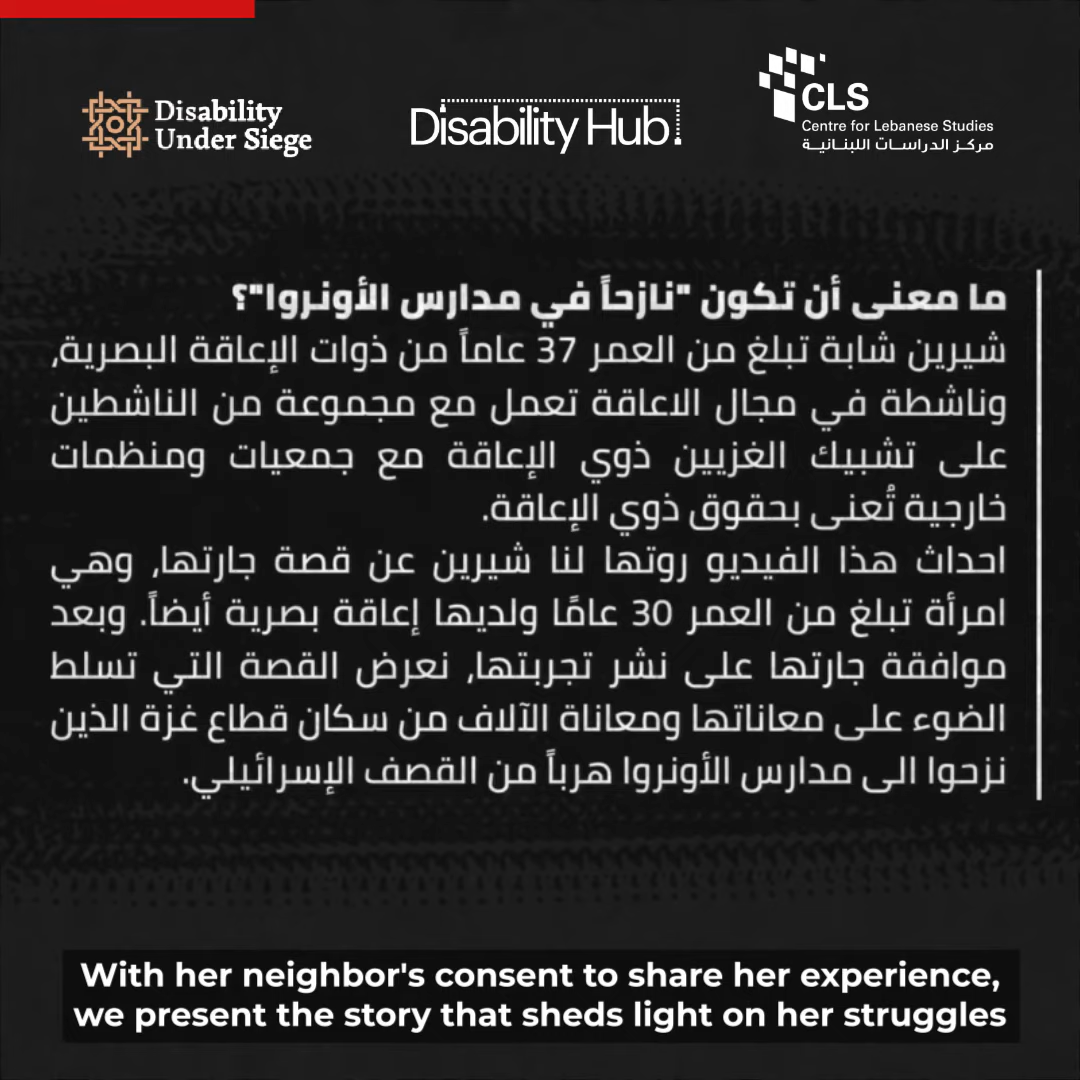 Disability
Under Siege
Disability Hub
CLS
Centre for Lebanese Studies
مركز الدراسات اللبنانية
ما معنى أن تكون "نازحاً في مدارس الأونروا"؟
شيرين شابة تبلغ من العمر 37 عاماً من ذوات الإعاقة البصرية،
وناشطة في مجال الاعاقة تعمل مع مجموعة من الناشطين
على تشبيك الغزيين ذوي الإعاقة مع جمعيات ومنظمات
خارجية تُعنى بحقوق ذوي الإعاقة.
احداث هذا الفيديو روتها لنا شيرين عن قصة جارتها، وهي
امرأة تبلغ من العمر 30 عامًا ولديها إعاقة بصرية أيضاً. وبعد
موافقة جارتها على نشر تجربتها، نعرض القصة التي تسلط
الضوء على معاناتها ومعاناة الآلاف من سكان قطاع غزة الذين
نزحوا الى مدارس الأونروا هرباً من القصف الإسرائيلي.
With her neighbor's consent to share her experience,
we present the story that sheds light on her struggles